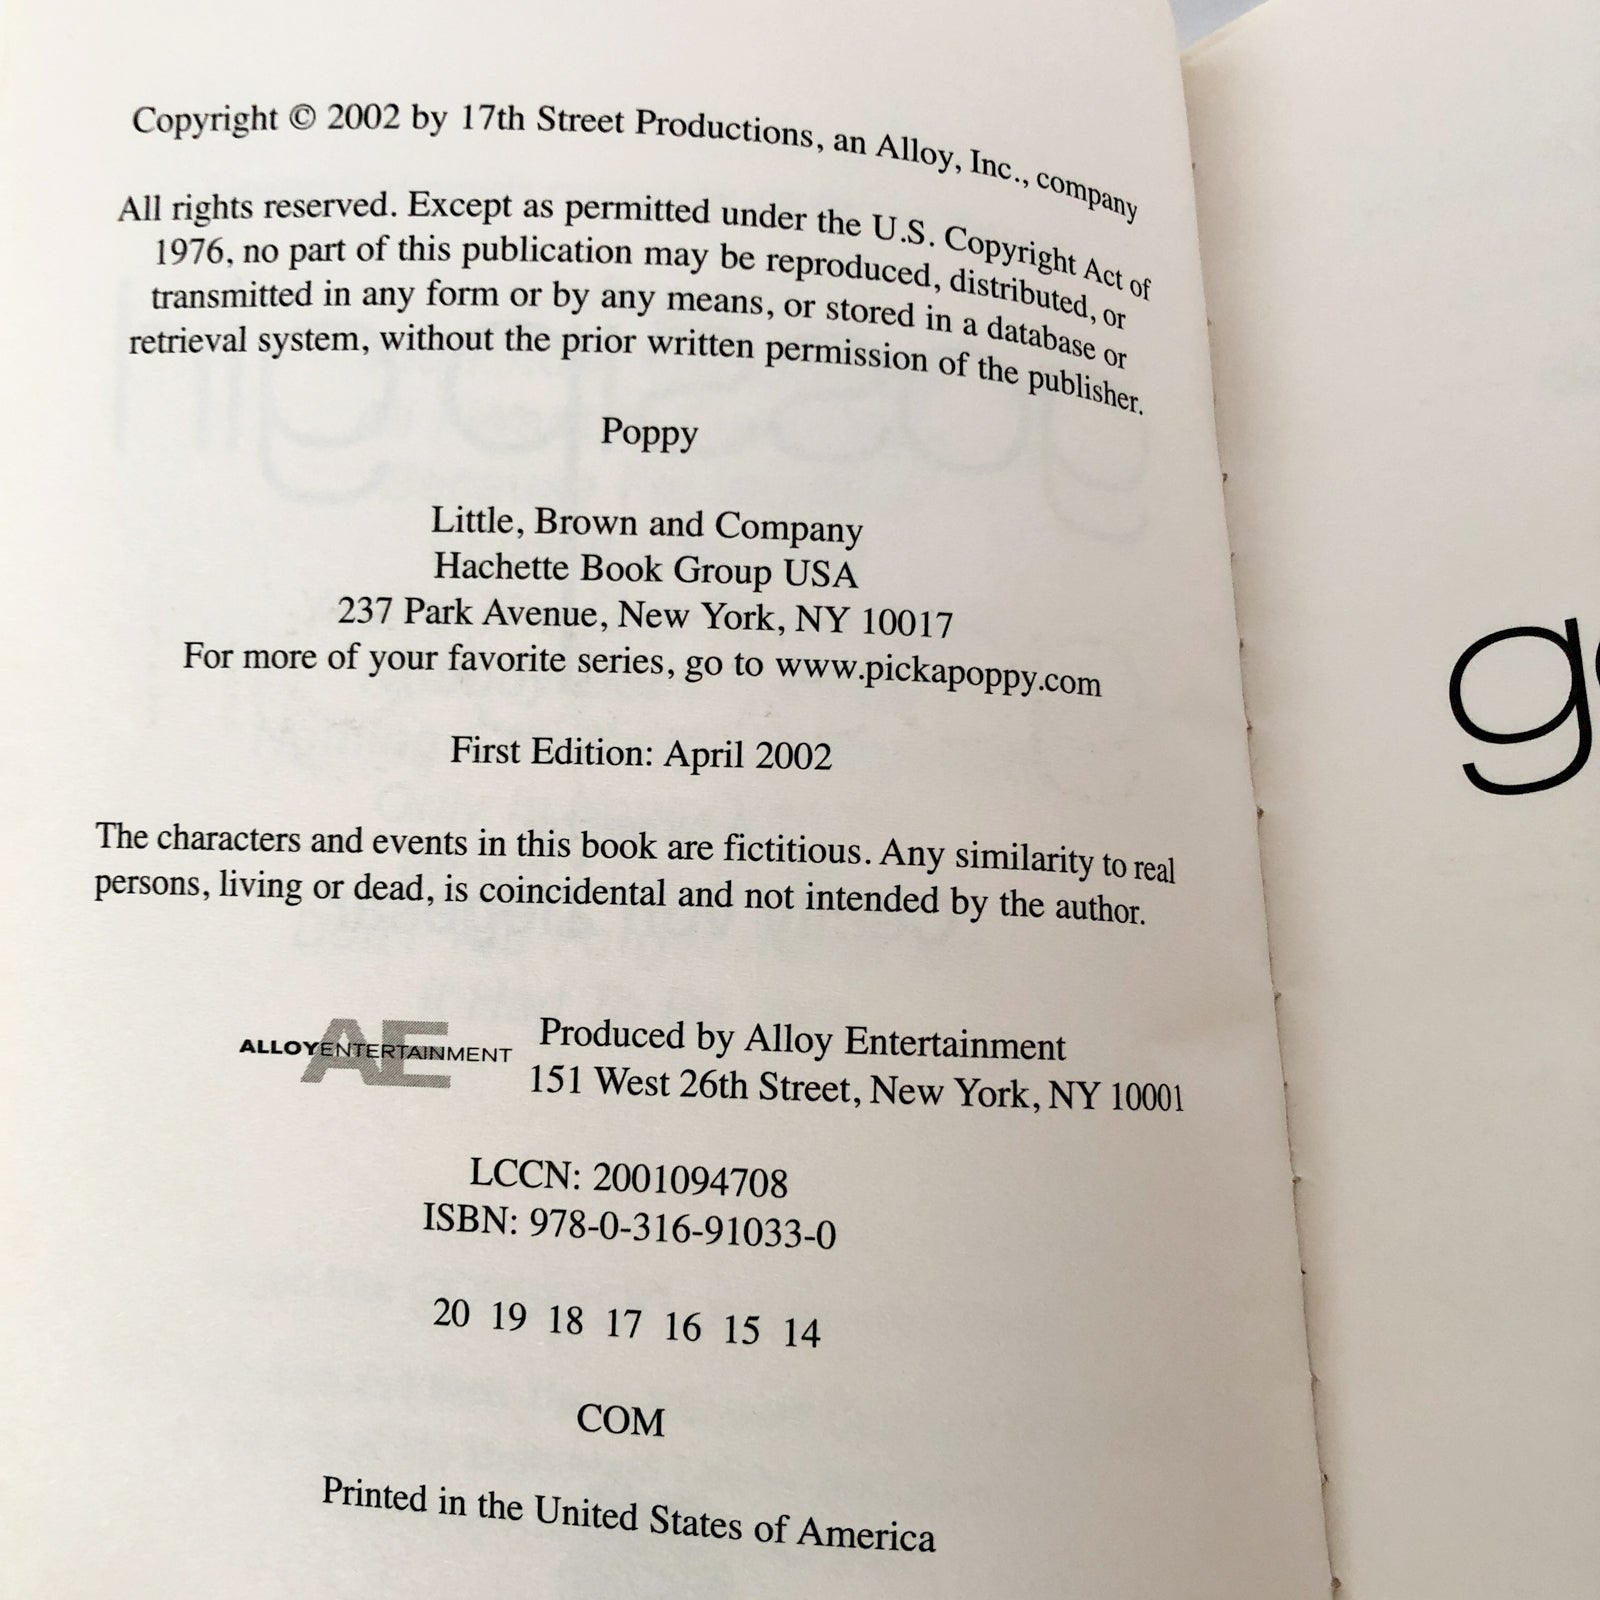 Copyright © 2002 by 17th Street Productions, an Alloy, Inc., company
All rights reserved. Except as permitted under the U.S. Copyright Act of
1976, no part of this publication may be reproduced, distributed, or
transmitted in any form or by any means, or stored in a database or
retrieval system, without the prior written permission of the publisher.
Poppy
Little, Brown and Company
Hachette Book Group USA
237 Park Avenue, New York, NY 10017
For more of your favorite series, go to www.pickapoppy.com
First Edition: April 2002
The characters and events in this book are fictitious. Any similarity to real
persons, living or dead, is coincidental and not intended by the author.
AE
ALLOYENTERTAINMENT
Produced by Alloy Entertainment
151 West 26th Street, New York, NY 10001
LCCN: 2001094708
ISBN: 978-0-316-91033-0
20 19 18 17 16 15 14
COM
Printed in the United States of America
g